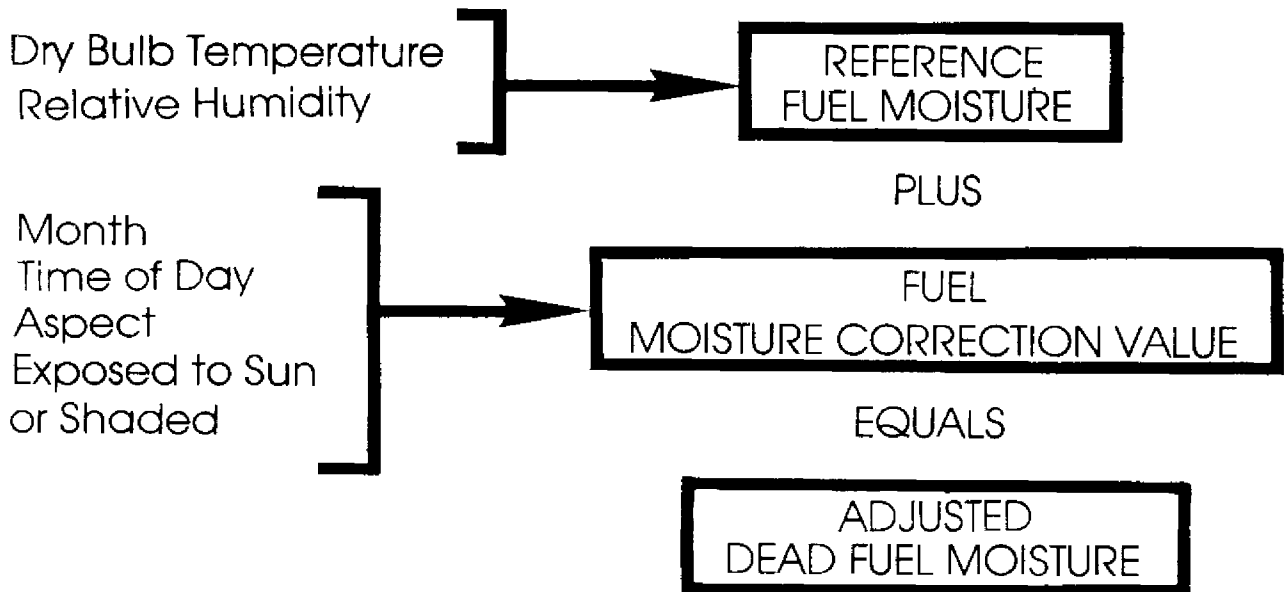 Dry Bulb Temperature
Relative Humidity
REFERENCE
FUEL MOISTURE
PLUS
Month
Time of Day
Aspect
Exposed to Sun
or Shaded
FUEL
MOISTURE CORRECTION VALUE
EQUALS
ADJUSTED
DEAD FUEL MOISTURE